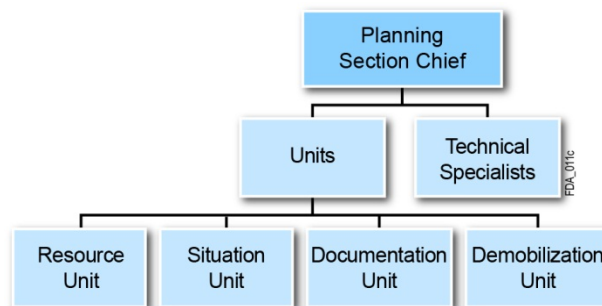 Planning
Section Chief
Units
Technical
Specialists
FDA_011c
Resource
Unit
Situation
Unit
Documentation
Unit
Demobilization
Unit